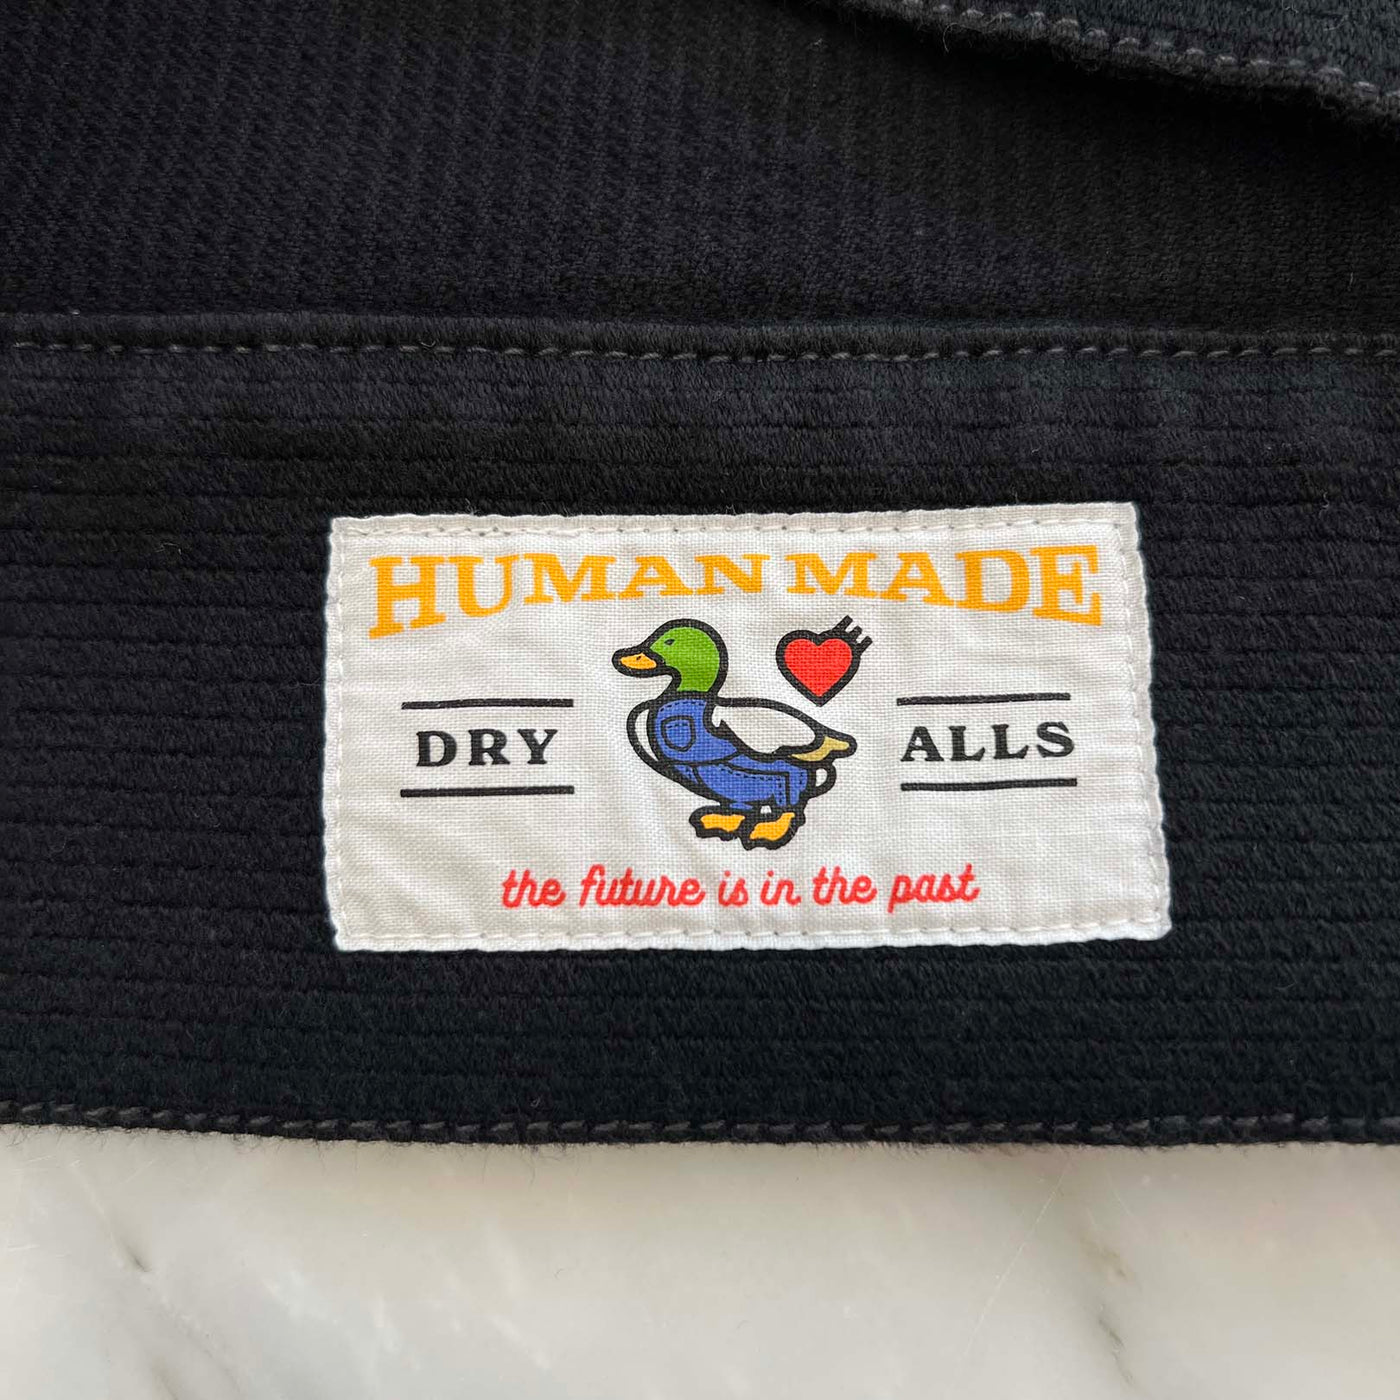 HUMAN MADE
DRY ALLS
the future is in the past